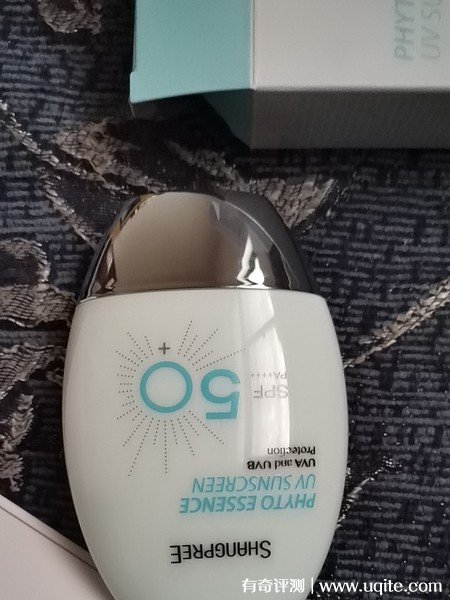 PHYT
UV SU
SHANGPREE
PHYTO ESSENCE
UV SUNSCREEN
UVA and UVB
Protection
SPF 50+
PA++++
有奇评测 | www.uqite.com